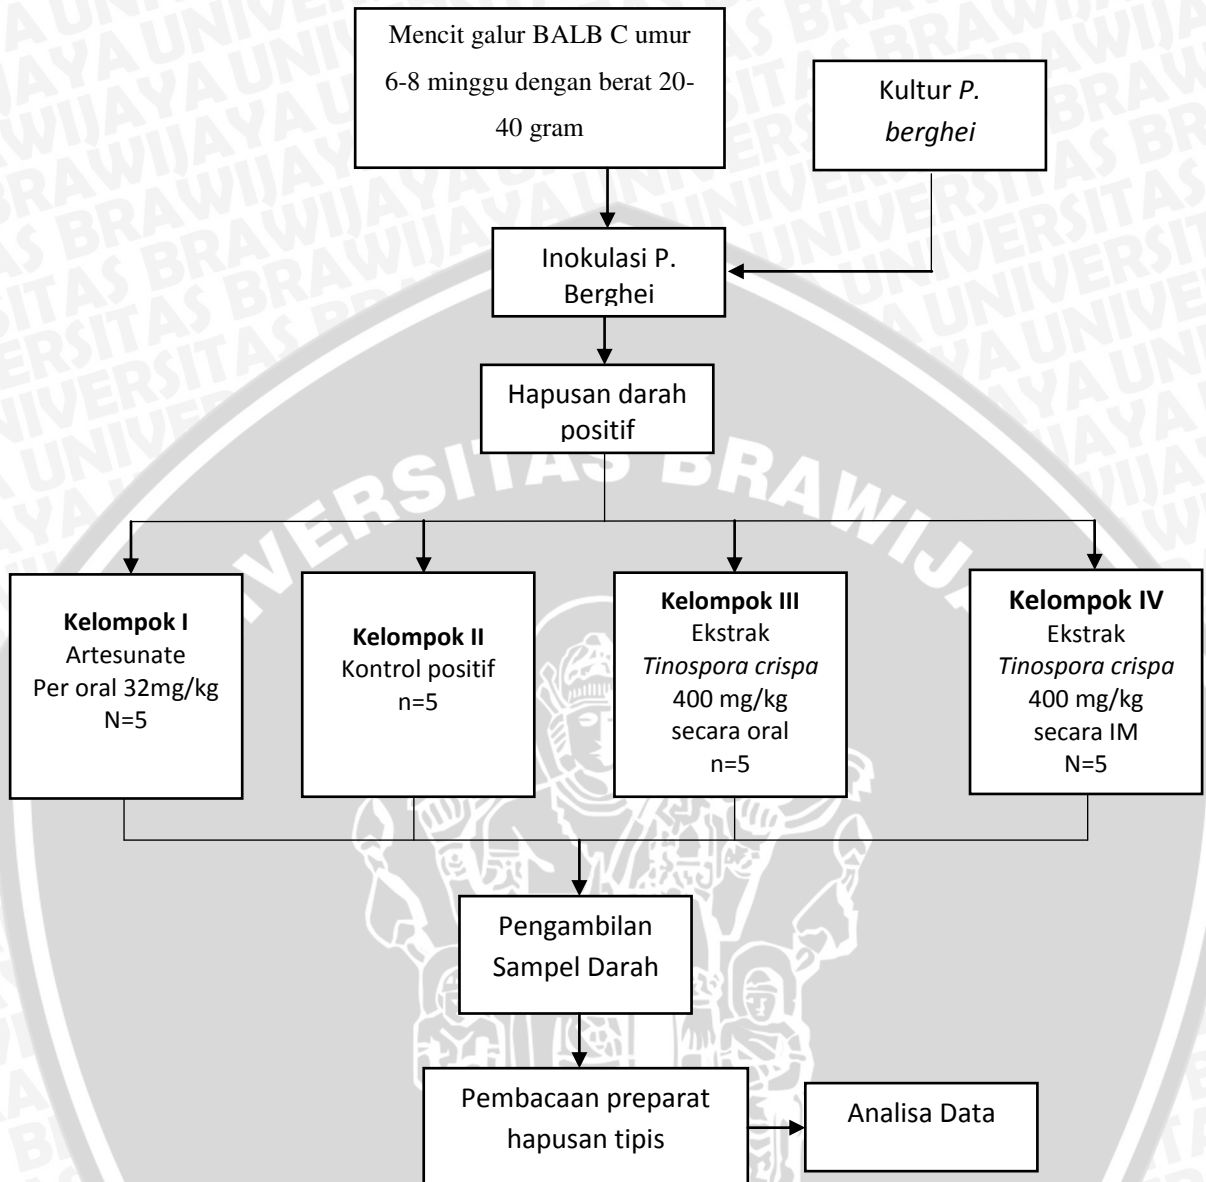 Mencit galur BALB C umur
6-8 minggu dengan berat 20-
40 gram
Kultur P.
berghei
Inokulasi P.
Berghei
Hapusan darah
positif
VERSITAS BRAWIJA
Kelompok I
Artesunate
Per oral 32mg/kg
N=5
Kelompok II
Kontrol positif
n=5
Kelompok III
Ekstrak
Tinospora crispa
400 mg/kg
secara oral
n=5
Kelompok IV
Ekstrak
Tinospora crispa
400 mg/kg
secara IM
N=5
Pengambilan
Sampel Darah
Pembacaan preparat
hapusan tipis
Analisa Data